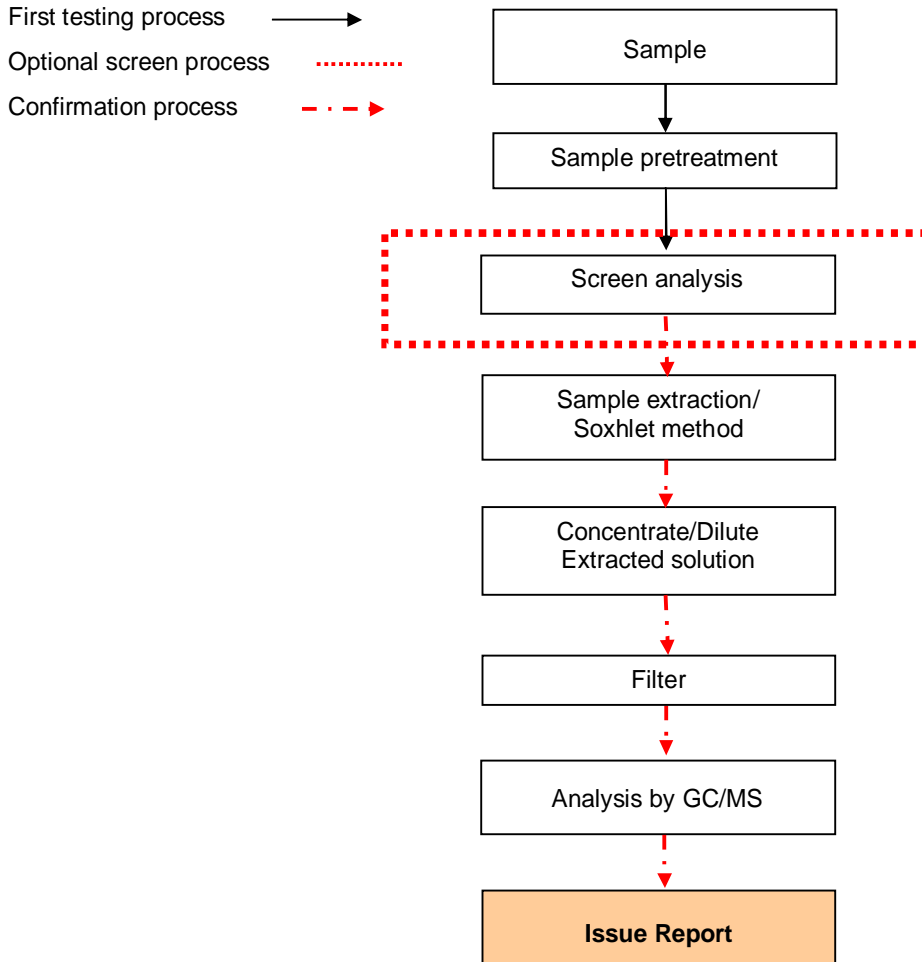 First testing process
Optional screen process
Confirmation process
Sample
Sample pretreatment
Screen analysis
Sample extraction/
Soxhlet method
Concentrate/Dilute
Extracted solution
Filter
Analysis by GC/MS
Issue Report